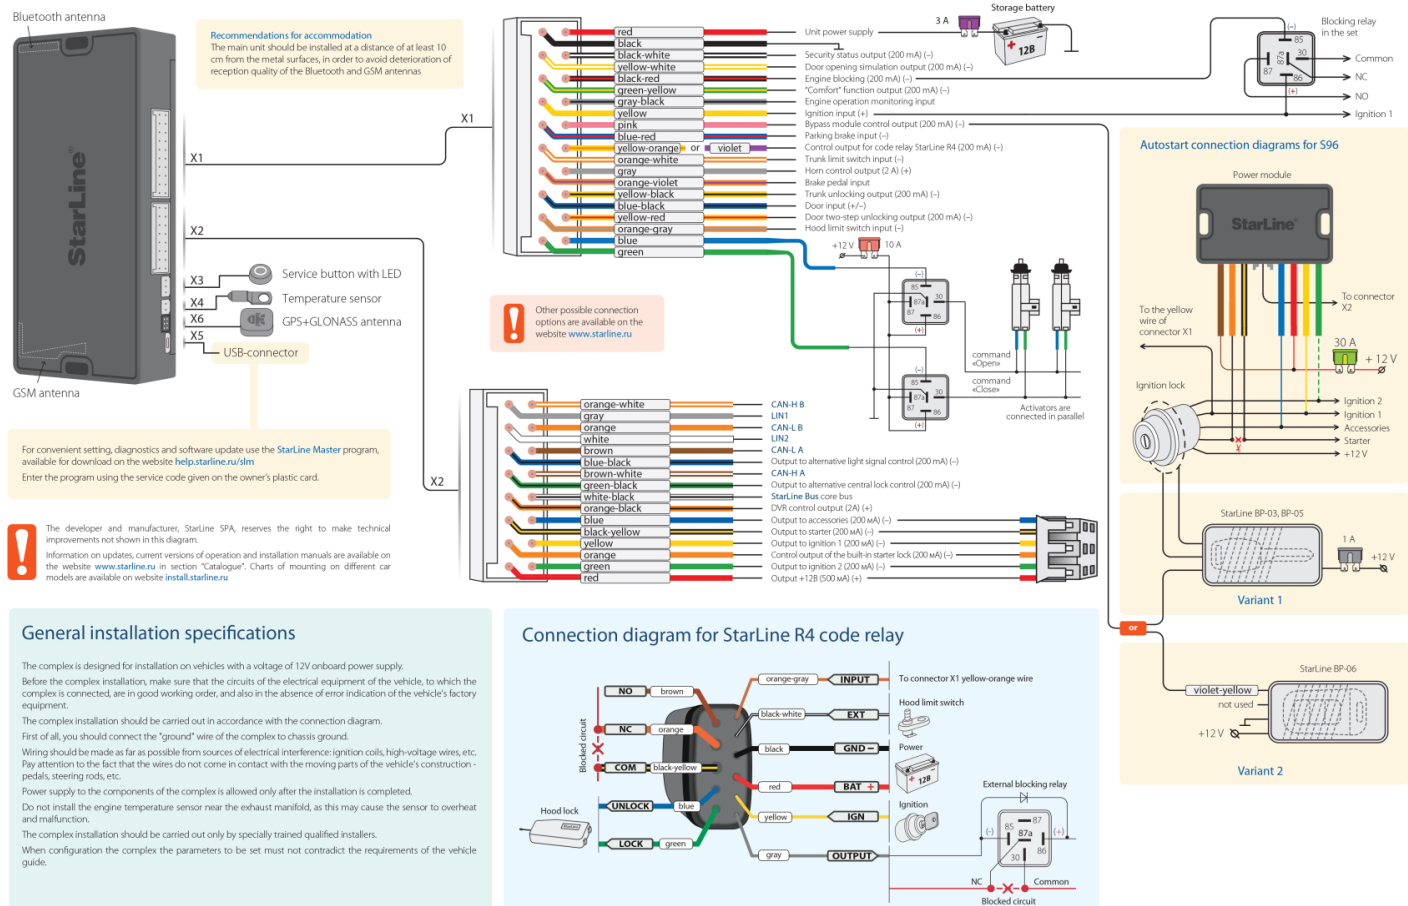 Bluetooth antenna
StarLine®
GSM antenna
Recommendations for accommodation
The main unit should be installed at a distance of at least 10
cm from the metal surfaces, in order to avoid deterioration of
reception quality of the Bluetooth and GSM antennas
X1
X2
X3
Service button with LED
X4
Temperature sensor
X6
GPS+GLONASS antenna
X5
USB-connector
For convenient setting, diagnostics and software update use the StarLine Master program,
available for download on the website help.starline.ru/slm
Enter the program using the service code given on the owner's plastic card.
The developer and manufacturer, StarLine SPA, reserves the right to make technical
improvements not shown in this diagram.
Information on updates, current versions of operation and installation manuals are available on
the website www.starline.ru in section "Catalogue". Charts of mounting on different car
models are available on website install.starline.ru
X1
red Unit power supply
black
black-white Security status output (200 mA) (–)
yellow-white Door opening simulation output (200 mA) (–)
black-red Engine blocking (200 mA) (–)
green-yellow "Comfort" function output (200 mA) (–)
gray-black Engine operation monitoring input
yellow Ignition input (+)
pink Bypass module control output (200 mA) (–)
blue-red Parking brake input (–)
yellow-orange or violet Control output for code relay StarLine R4 (200 mA) (–)
orange-white Trunk limit switch input (–)
gray Horn control output (2 A) (+)
orange-violet Brake pedal input
yellow-black Trunk unlocking output (200 mA) (–)
blue-black Door input (+/–)
yellow-red Door two-step unlocking output (200 mA) (–)
orange-gray Hood limit switch input (–)
blue
green
3 A
Storage battery
+ 12B
Blocking relay
in the set
(–)
85
30
87a
87
86
(+)
Common
NC
NO
Ignition 1
+12 V
10 A
(–)
85
30
87a
87
86
(+)
(–)
85
30
87a
87
86
(+)
command
«Open»
command
«Close»
Activators are
connected in parallel
Other possible connection
options are available on the
website www.starline.ru
X2
orange-white CAN-H B
gray LIN1
orange CAN-L B
white LIN2
brown CAN-L A
blue-black Output to alternative light signal control (200 mA) (–)
brown-white CAN-H A
green-black Output to alternative central lock control (200 mA) (–)
white-black StarLine Bus core bus
orange-black DVR control output (2A) (+)
blue Output to accessories (200 мА) (–)
black-yellow Output to starter (200 мА) (–)
yellow Output to ignition 1 (200 мА) (–)
orange Control output of the built-in starter lock (200 мА) (–)
green Output to ignition 2 (200 мА) (–)
red Output +12В (500 мА) (+)
Autostart connection diagrams for S96
Power module
StarLine®
To connector
X2
To the yellow
wire of
connector X1
30 A
+ 12 V
Ignition lock
Ignition 2
Ignition 1
Accessories
Starter
+12 V
StarLine BP-03, BP-05
1 A
+12 V
Variant 1
or
StarLine BP-06
violet-yellow
not used
+12 V
Variant 2
General installation specifications
The complex is designed for installation on vehicles with a voltage of 12V onboard power supply.
Before the complex installation, make sure that the circuits of the electrical equipment of the vehicle, to which the
complex is connected, are in good working order, and also in the absence of error indication of the vehicle's factory
equipment.
The complex installation should be carried out in accordance with the connection diagram.
First of all, you should connect the "ground" wire of the complex to chassis ground.
Wiring should be made as far as possible from sources of electrical interference: ignition coils, high-voltage wires, etc.
Pay attention to the fact that the wires do not come in contact with the moving parts of the vehicle's construction -
pedals, steering rods, etc.
Power supply to the components of the complex is allowed only after the installation is completed.
Do not install the engine temperature sensor near the exhaust manifold, as this may cause the sensor to overheat
and malfunction.
The complex installation should be carried out only by specially trained qualified installers.
When configuration the complex the parameters to be set must not contradict the requirements of the vehicle
guide.
Connection diagram for StarLine R4 code relay
Blocked circuit
NO brown
NC orange
COM black-yellow
Hood lock
UNLOCK blue
LOCK green
orange-gray INPUT To connector X1 yellow-orange wire
black-white EXT Hood limit switch
black GND – Power
red BAT + + 12B
yellow IGN Ignition
gray OUTPUT
External blocking relay
87
85
(–)
87a
(+)
86
30
NC
Common
Blocked circuit